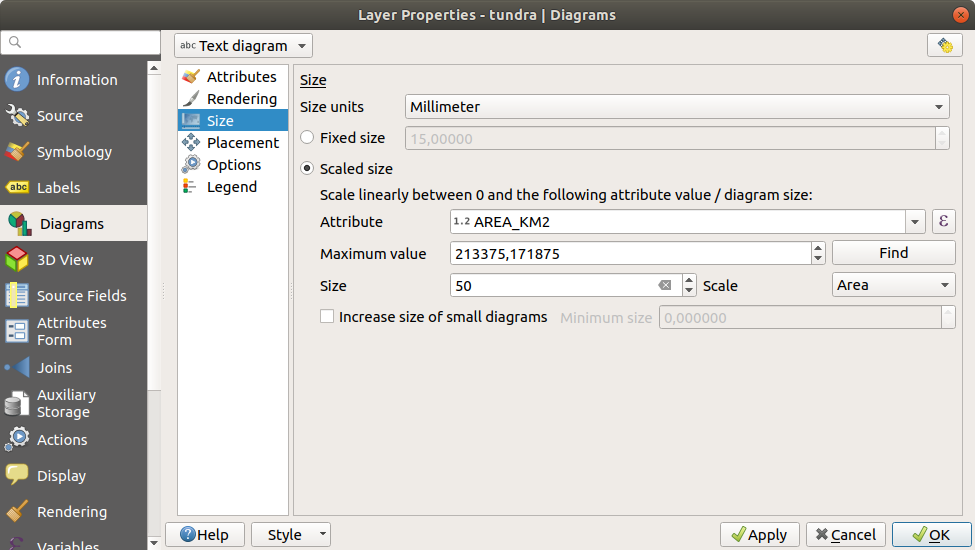 Layer Properties - tundra | Diagrams
abc Text diagram
Information
Source
Symbology
abc Labels
Diagrams
3D View
Source Fields
Attributes
Form
Joins
Auxiliary
Storage
Actions
Display
Rendering
Variables
Attributes
Rendering
Size
Placement
Options
Legend
Size
Size units Millimeter
Fixed size 15,00000
Scaled size
Scale linearly between 0 and the following attribute value / diagram size:
Attribute 1.2 AREA_KM2 ε
Maximum value 213375,171875 Find
Size 50 Scale Area
Increase size of small diagrams Minimum size 0,000000
Help Style Apply Cancel OK